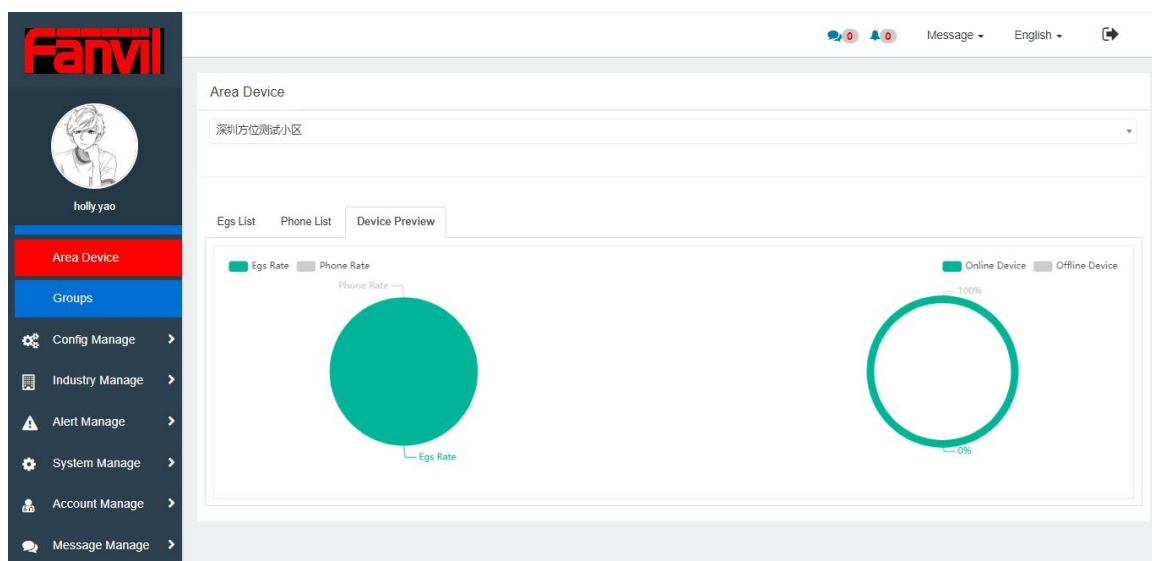 Fanvil
0 0 Message English
Area Device
深圳方位测试小区
holly.yao
Egs List Phone List Device Preview
Area Device
Groups
Config Manage
Industry Manage
Alert Manage
System Manage
Account Manage
Message Manage
Egs Rate Phone Rate
Phone Rate
Egs Rate
Online Device Offline Device
100%
0%